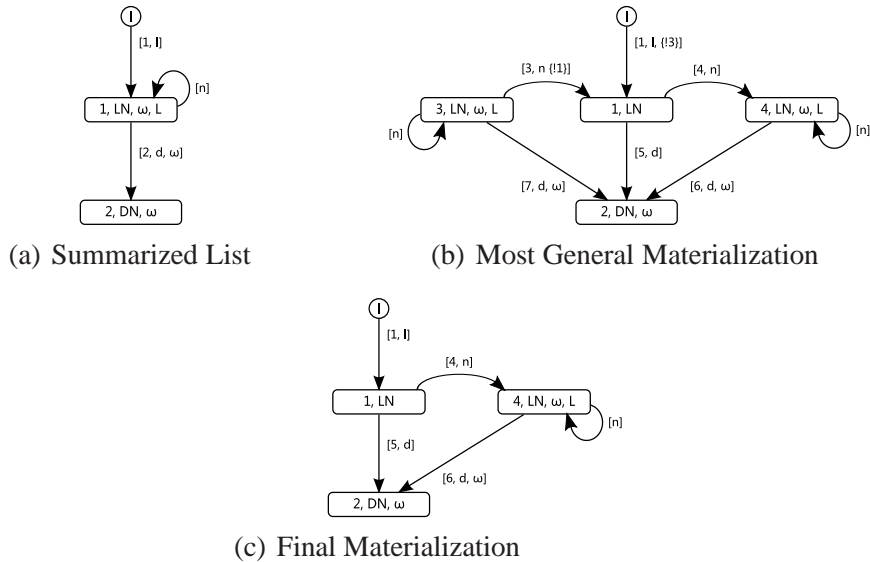 l
[1, l]
[n]
1, LN, ω, L
[2, d, ω]
2, DN, ω
(a) Summarized List
l
[1, l, {!3}]
[3, n {!1}]
[4, n]
3, LN, ω, L
1, LN
4, LN, ω, L
[n]
[n]
[7, d, ω]
[5, d]
[6, d, ω]
2, DN, ω
(b) Most General Materialization
l
[1, l]
[4, n]
1, LN
4, LN, ω, L
[n]
[5, d]
[6, d, ω]
2, DN, ω
(c) Final Materialization